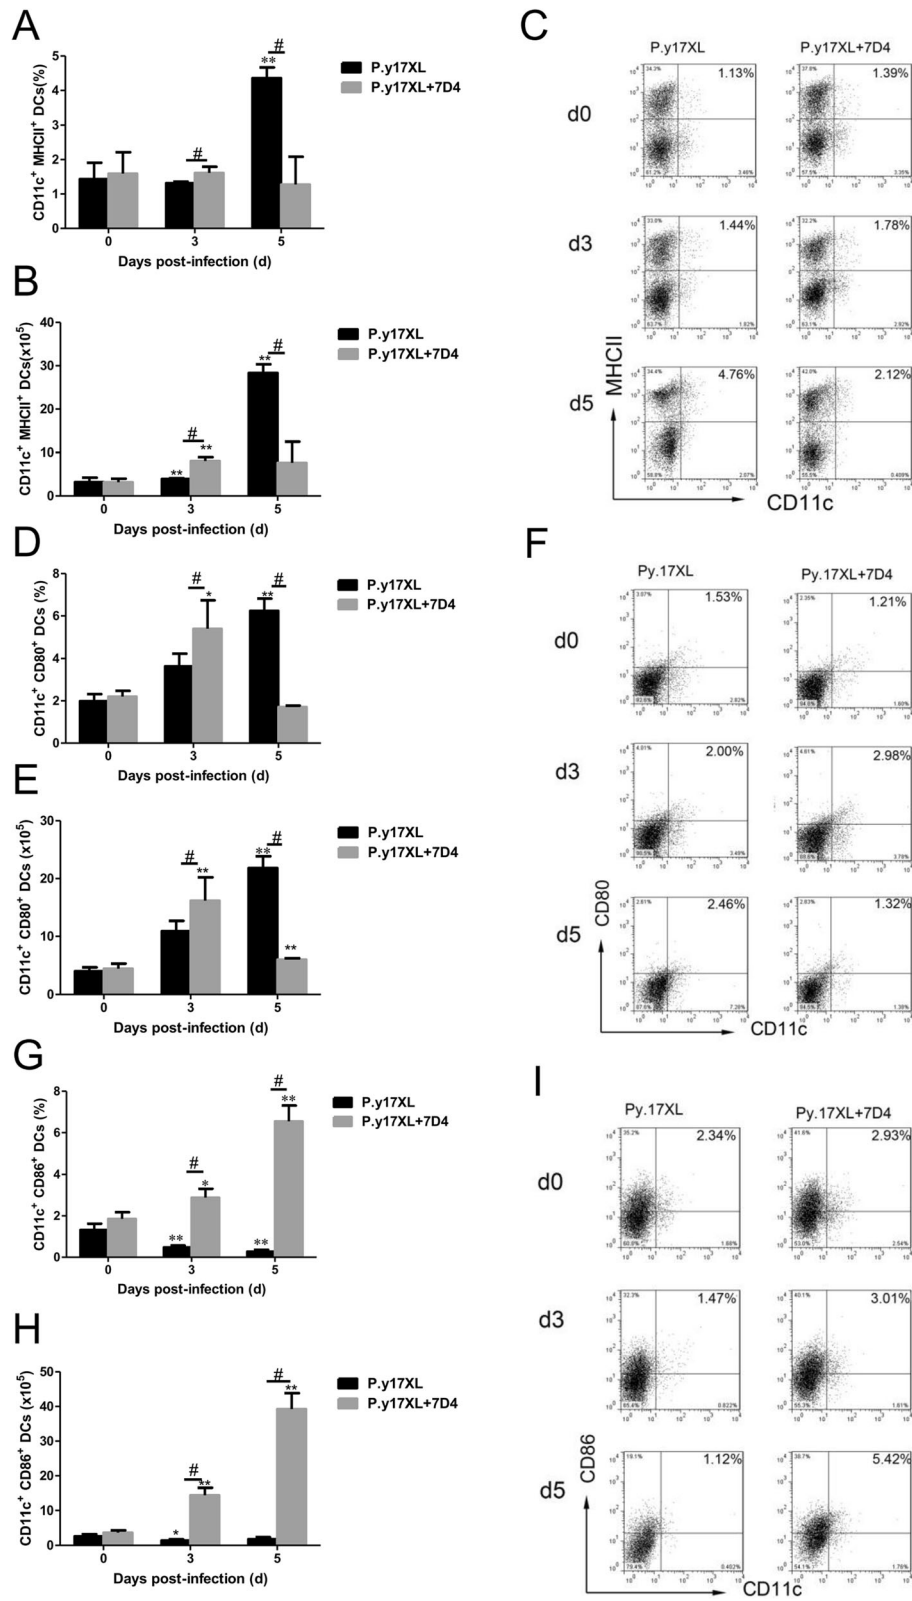 A
CD11c+ MHCII+ DCs(%)
5
4
3
2
1
0
0 3 5
Days post-infection (d)
# ** #
P.y17XL
P.y17XL+7D4
B
CD11c+ MHCII+ DCs(x10^5)
40
30
20
10
0
0 3 5
Days post-infection (d)
** # ** ** #
P.y17XL
P.y17XL+7D4
C
P.y17XL P.y17XL+7D4
d0
1.13% 1.39%
d3
1.44% 1.78%
d5
4.76% 2.12%
MHCII
CD11c
D
CD11c+ CD80+ DCs (%)
8
6
4
2
0
0 3 5
Days post-infection (d)
# * ** #
P.y17XL
P.y17XL+7D4
E
CD11c+ CD80+ DCs (x10^5)
30
20
10
0
0 3 5
Days post-infection (d)
# ** ** # **
P.y17XL
P.y17XL+7D4
F
Py.17XL Py.17XL+7D4
d0
1.53% 1.21%
d3
2.00% 2.98%
d5
2.46% 1.32%
CD80
CD11c
G
CD11c+ CD86+ DCs (%)
8
6
4
2
0
0 3 5
Days post-infection (d)
** # * ** # **
P.y17XL
P.y17XL+7D4
H
CD11c+ CD86+ DCs (x10^5)
50
40
30
20
10
0
0 3 5
Days post-infection (d)
* # ** # **
P.y17XL
P.y17XL+7D4
I
Py.17XL Py.17XL+7D4
d0
2.34% 2.93%
d3
1.47% 3.01%
d5
1.12% 5.42%
CD86
CD11c